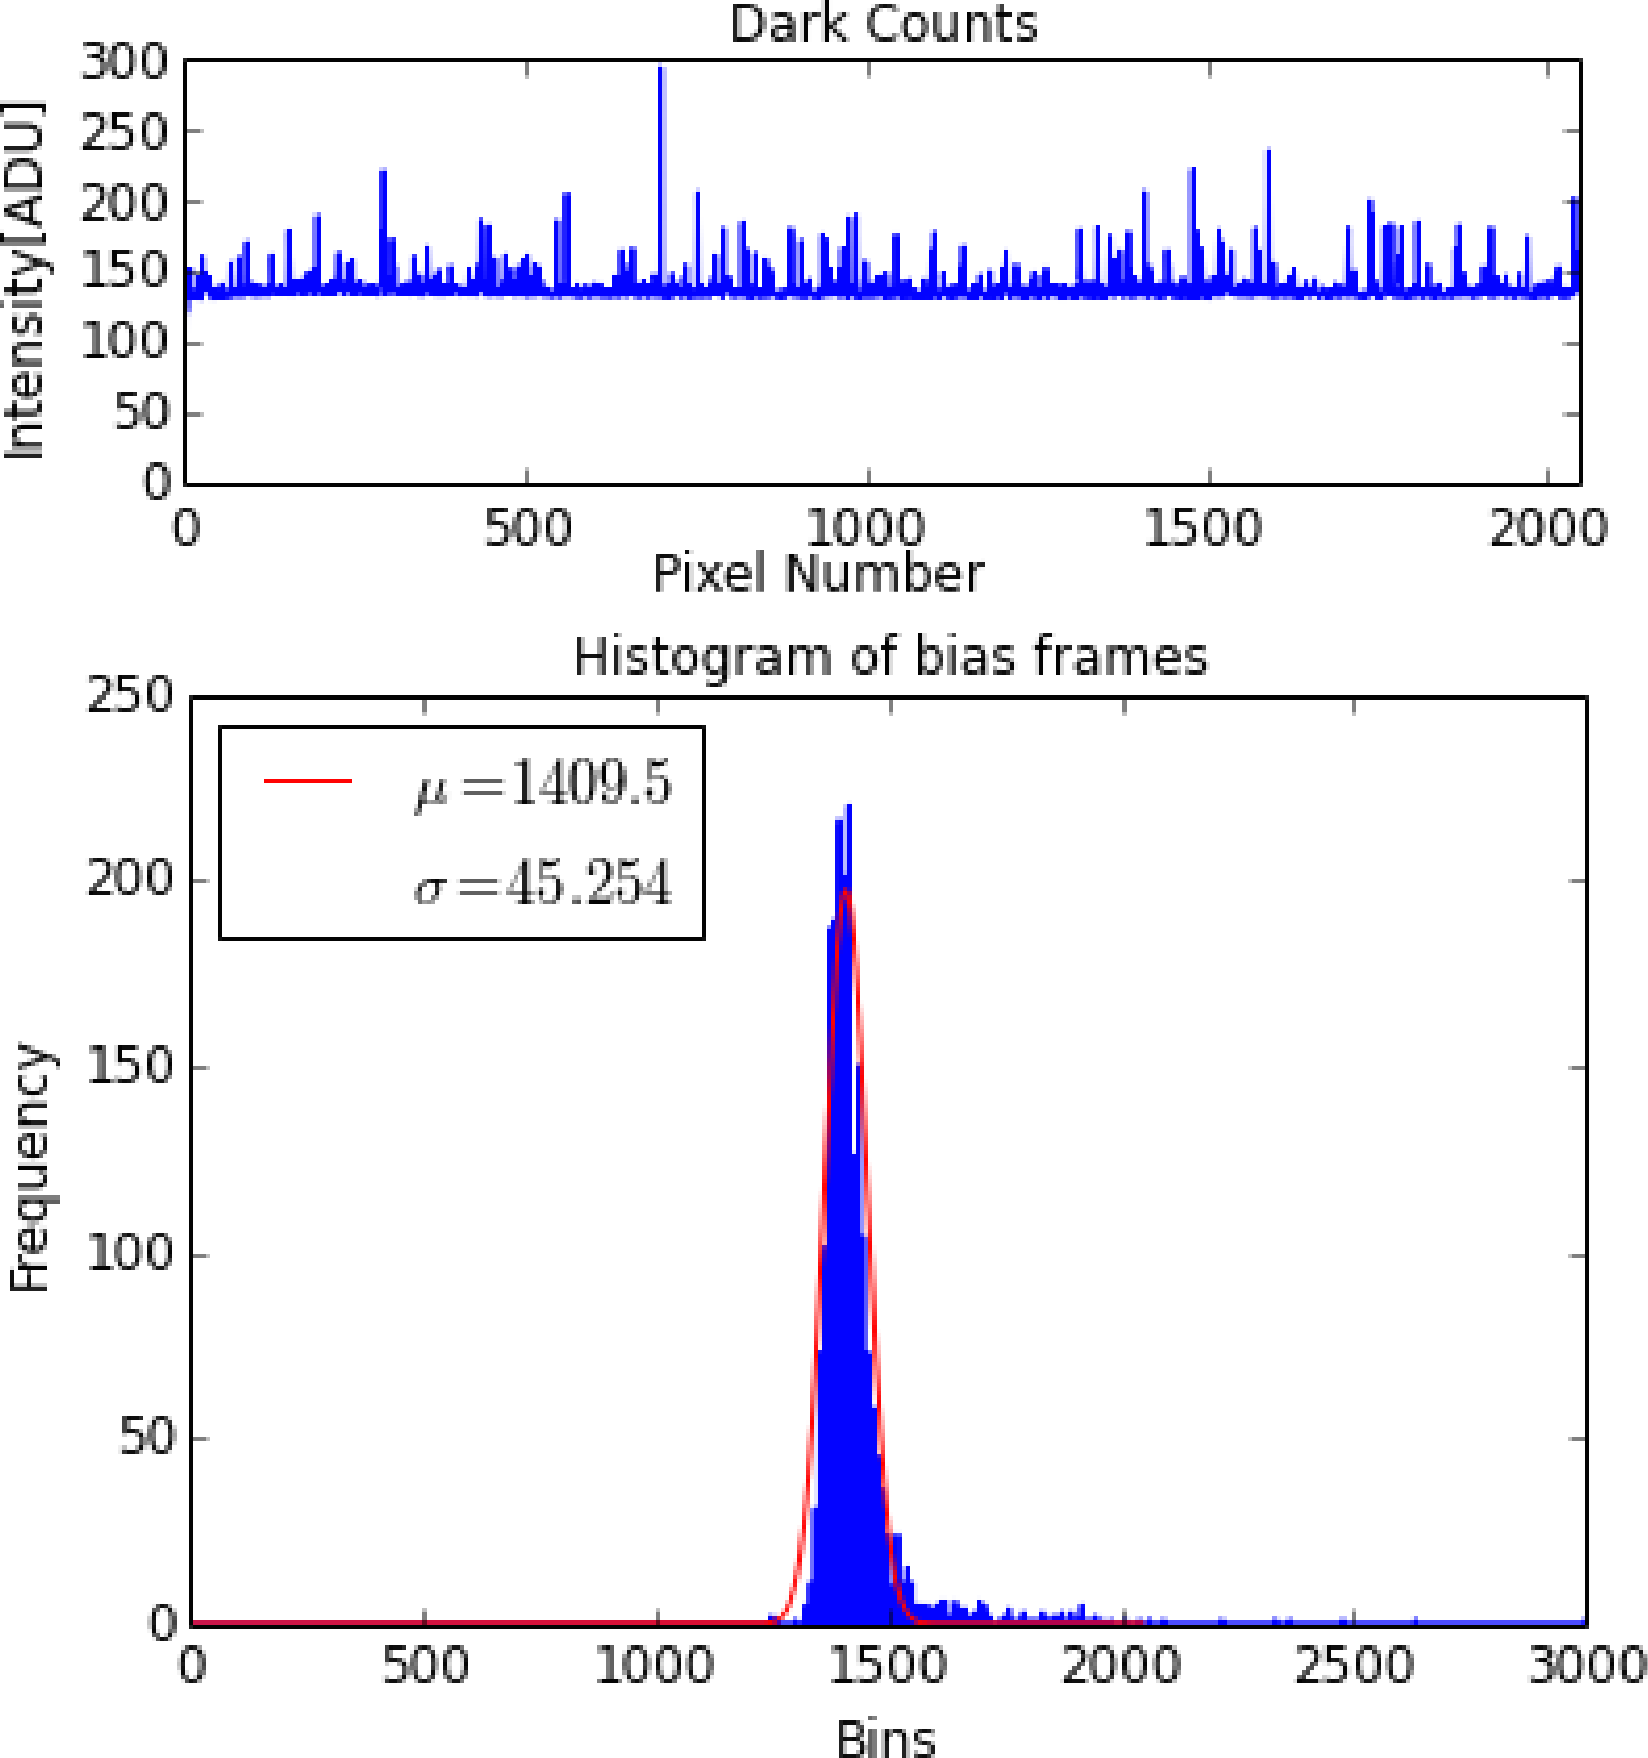 Dark Counts
300
250
200
150
100
50
0
Intensity[ADU]
0 500 1000 1500 2000
Pixel Number
Histogram of bias frames
250
200
150
100
50
0
μ=1409.5
σ=45.254
Frequency
0 500 1000 1500 2000 2500 3000
Bins